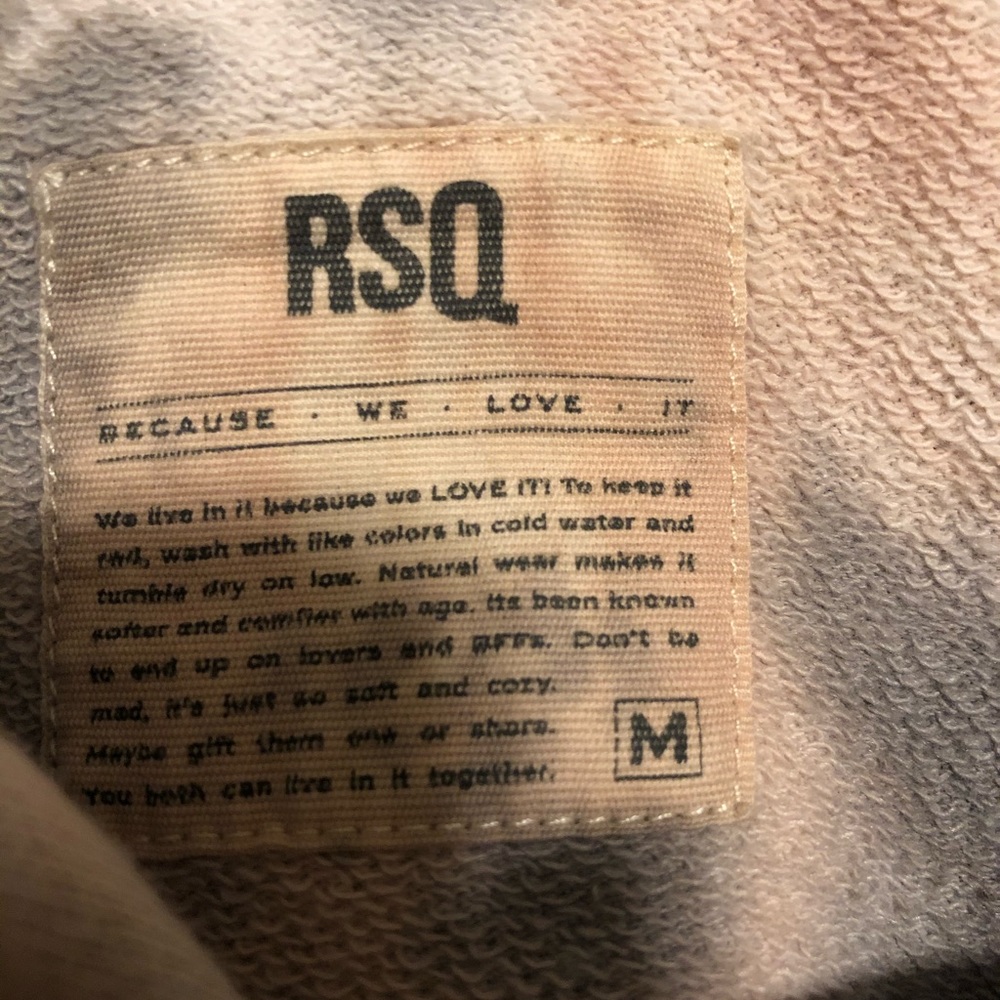 RSQ
BECAUSE · WE · LOVE · IT
We live in it because we LOVE IT! To keep it
rad, wash with like colors in cold water and
tumble dry on low. Natural wear makes it
softer and comfier with age. Its been known
to end up on lovers and BFFs. Don't be
mad, it's just so soft and cozy.
Maybe gift them one or share.
You both can live in it together.
M